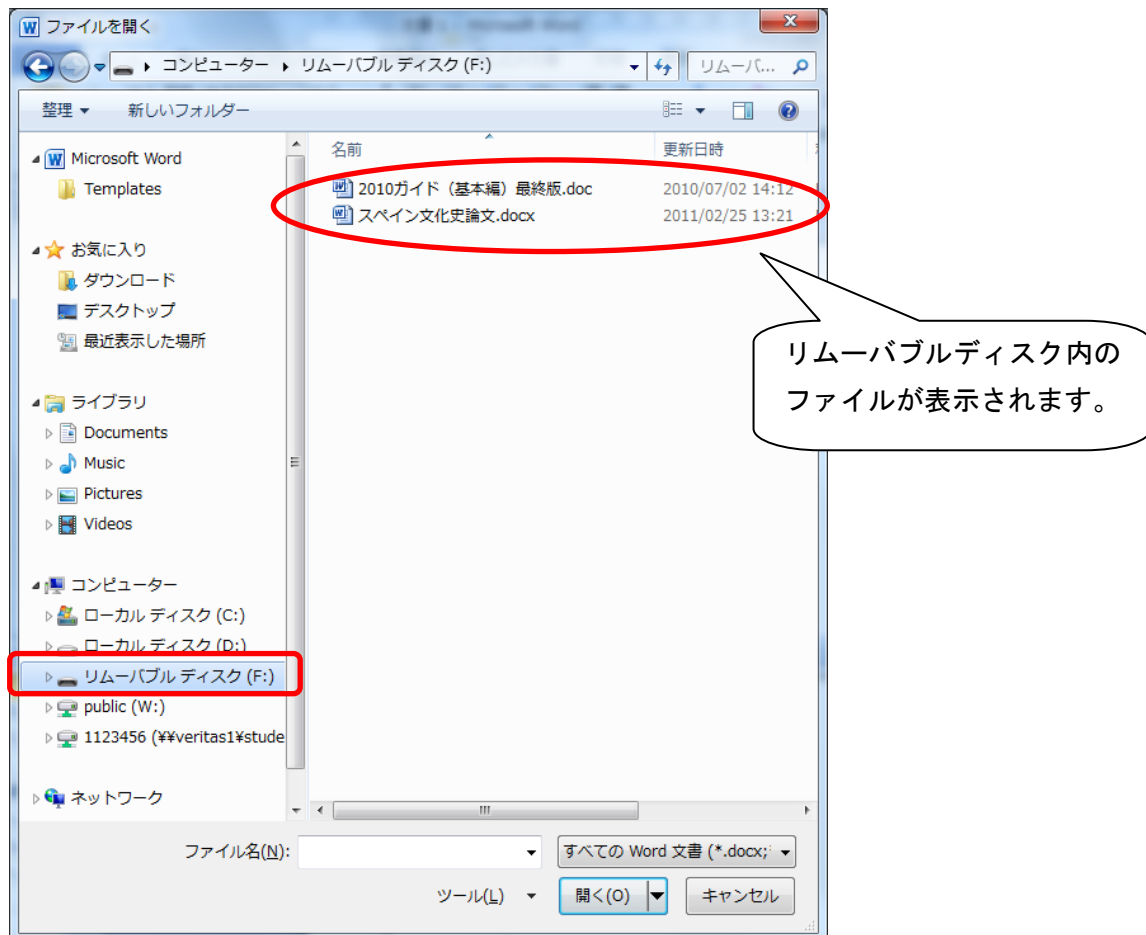 ファイルを開く
コンピューター リムーバブル ディスク (F:) リムーバ...
整理 新しいフォルダー
名前 更新日時
Microsoft Word
Templates
2010ガイド（基本編）最終版.doc 2010/07/02 14:12
スペイン文化史論文.docx 2011/02/25 13:21
お気に入り
ダウンロード
デスクトップ
最近表示した場所
リムーバブルディスク内の
ファイルが表示されます。
ライブラリ
Documents
Music
Pictures
Videos
コンピューター
ローカル ディスク (C:)
ローカル ディスク (D:)
リムーバブル ディスク (F:)
public (W:)
1123456 (¥¥veritas1¥stude
ネットワーク
ファイル名(N): すべての Word 文書 (*.docx;
ツール(L) 開く(O) キャンセル